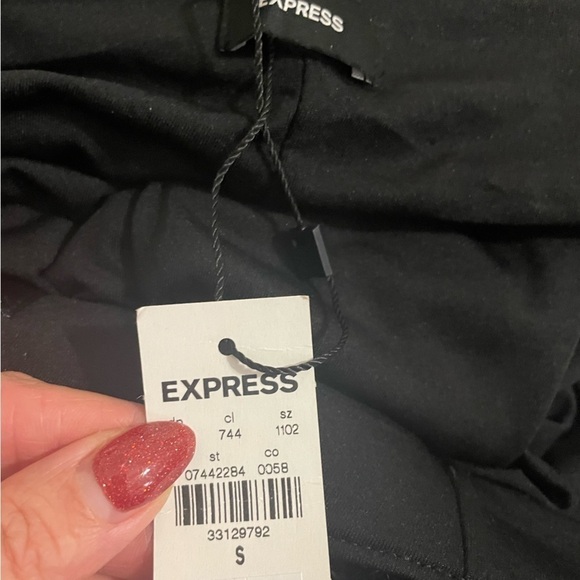 EXPRESS
EXPRESS
cl sz
744 1102
st co
07442284 0058
33129792
S